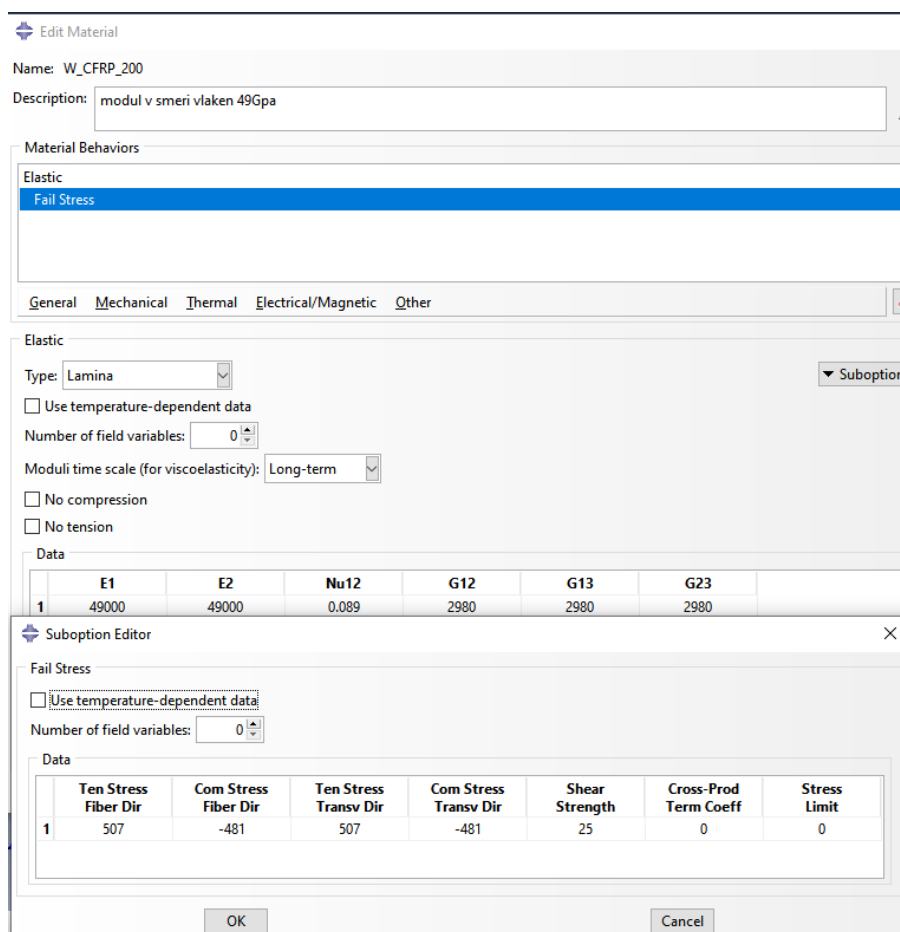 Edit Material
Name: W_CFRP_200
Description: modul v smeri vlaken 49Gpa
Material Behaviors
Elastic
Fail Stress
General Mechanical Thermal Electrical/Magnetic Other
Elastic
Type: Lamina
Suboption
Use temperature-dependent data
Number of field variables: 0
Moduli time scale (for viscoelasticity): Long-term
No compression
No tension
Data
E1 E2 Nu12 G12 G13 G23
1 49000 49000 0.089 2980 2980 2980
Suboption Editor
Fail Stress
Use temperature-dependent data
Number of field variables: 0
Data
Ten Stress Com Stress Ten Stress Com Stress Shear Cross-Prod Stress
Fiber Dir Fiber Dir Transv Dir Transv Dir Strength Term Coeff Limit
1 507 -481 507 -481 25 0 0
OK Cancel